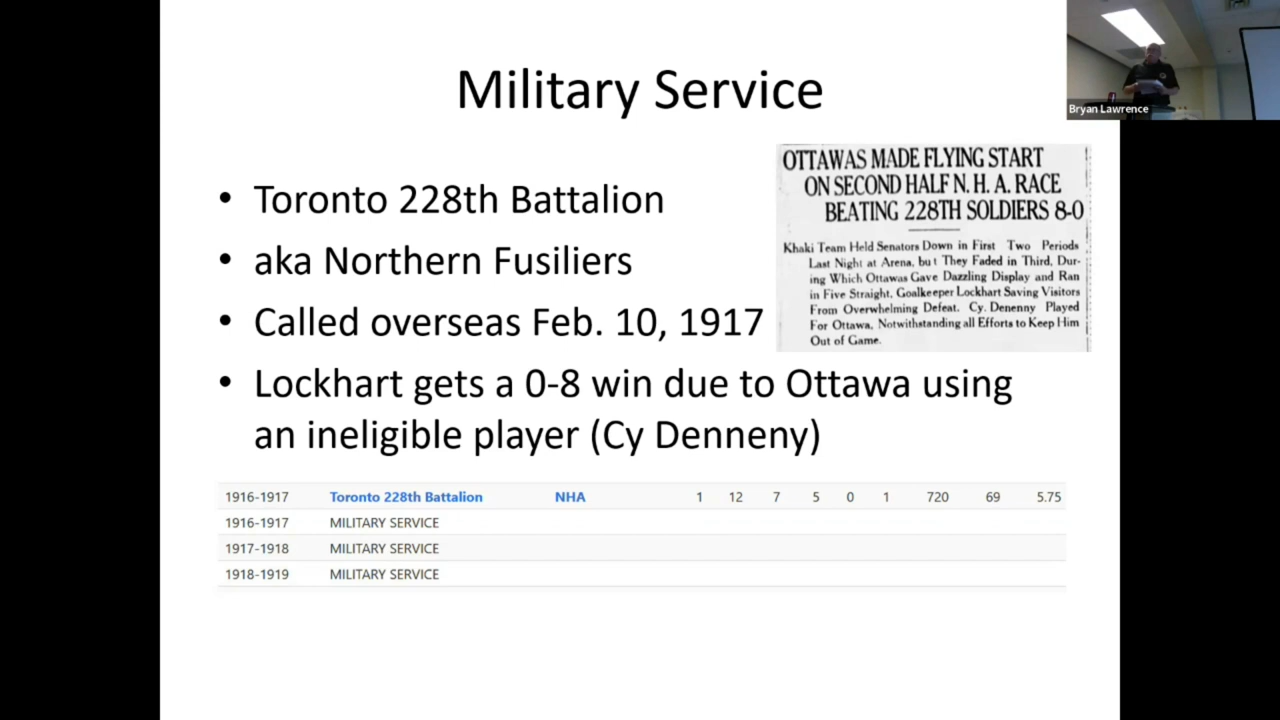 Military Service
Bryan Lawrence
• Toronto 228th Battalion
• aka Northern Fusiliers
• Called overseas Feb. 10, 1917
• Lockhart gets a 0-8 win due to Ottawa using
an ineligible player (Cy Denneny)
OTTAWAS MADE FLYING START
ON SECOND HALF N. H. A. RACE
BEATING 228TH SOLDIERS 8-0
Khaki Team Held Senators Down in First Two Periods
Last Night at Arena, but They Faded in Third, Dur-
ing Which Ottawas Gave Dazzling Display and Ran
in Five Straight, Goalkeeper Lockhart Saving Visitors
From Overwhelming Defeat. Cy. Denenny Played
For Ottawa, Notwithstanding all Efforts to Keep Him
Out of Game.
1916-1917 Toronto 228th Battalion NHA 1 12 7 5 0 1 720 69 5.75
1916-1917 MILITARY SERVICE
1917-1918 MILITARY SERVICE
1918-1919 MILITARY SERVICE